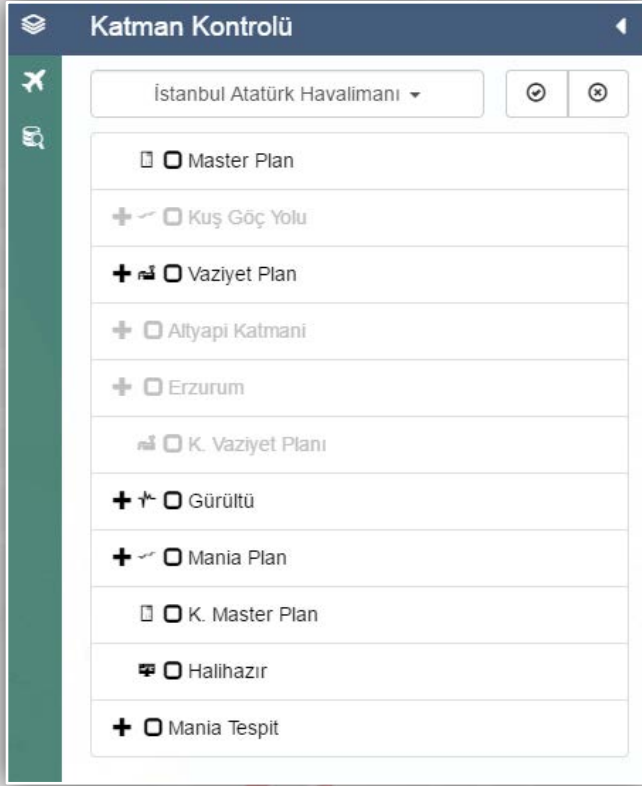 Katman Kontrolü
İstanbul Atatürk Havalimanı
Master Plan
Kuş Göç Yolu
Vaziyet Plan
Altyapi Katmani
Erzurum
K. Vaziyet Planı
Gürültü
Mania Plan
K. Master Plan
Halihazır
Mania Tespit